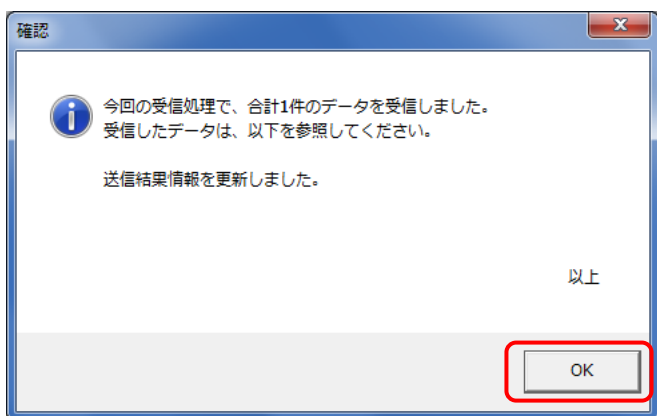 確認
今回の受信処理で、合計1件のデータを受信しました。
受信したデータは、以下を参照してください。
送信結果情報を更新しました。
以上
OK